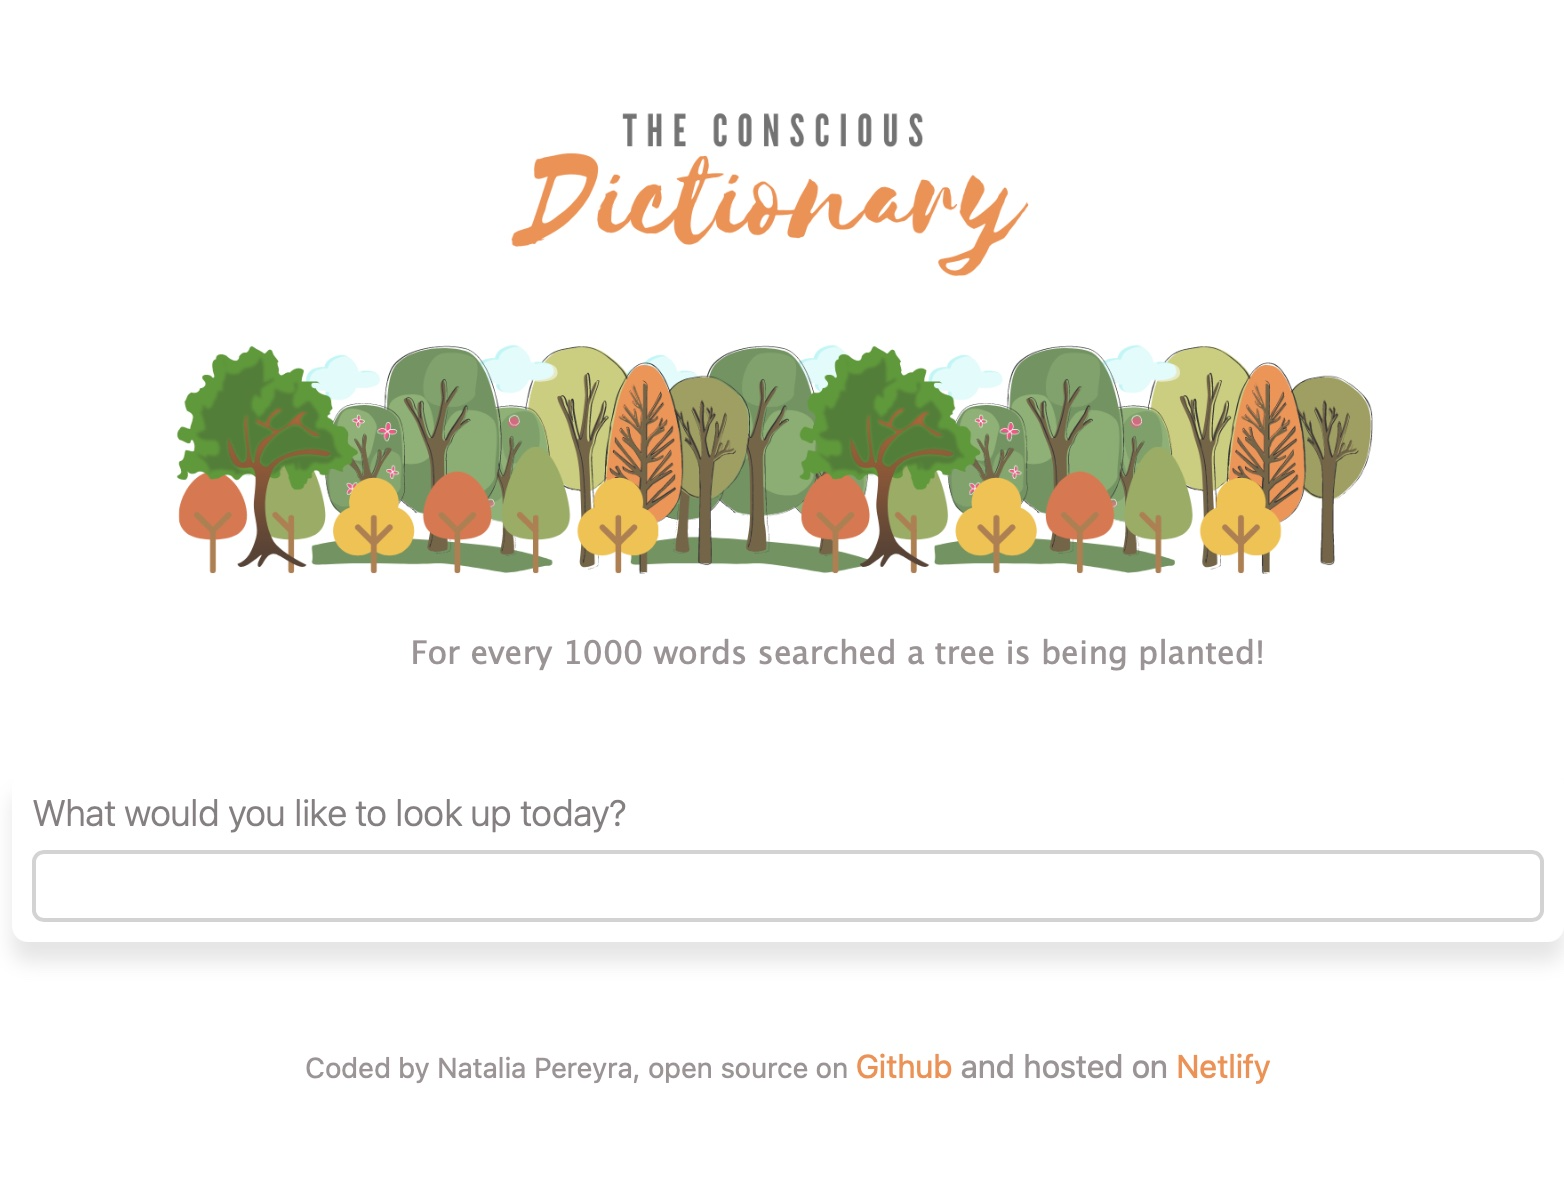 THE CONSCIOUS
Dictionary
For every 1000 words searched a tree is being planted!
What would you like to look up today?
Coded by Natalia Pereyra, open source on Github and hosted on Netlify